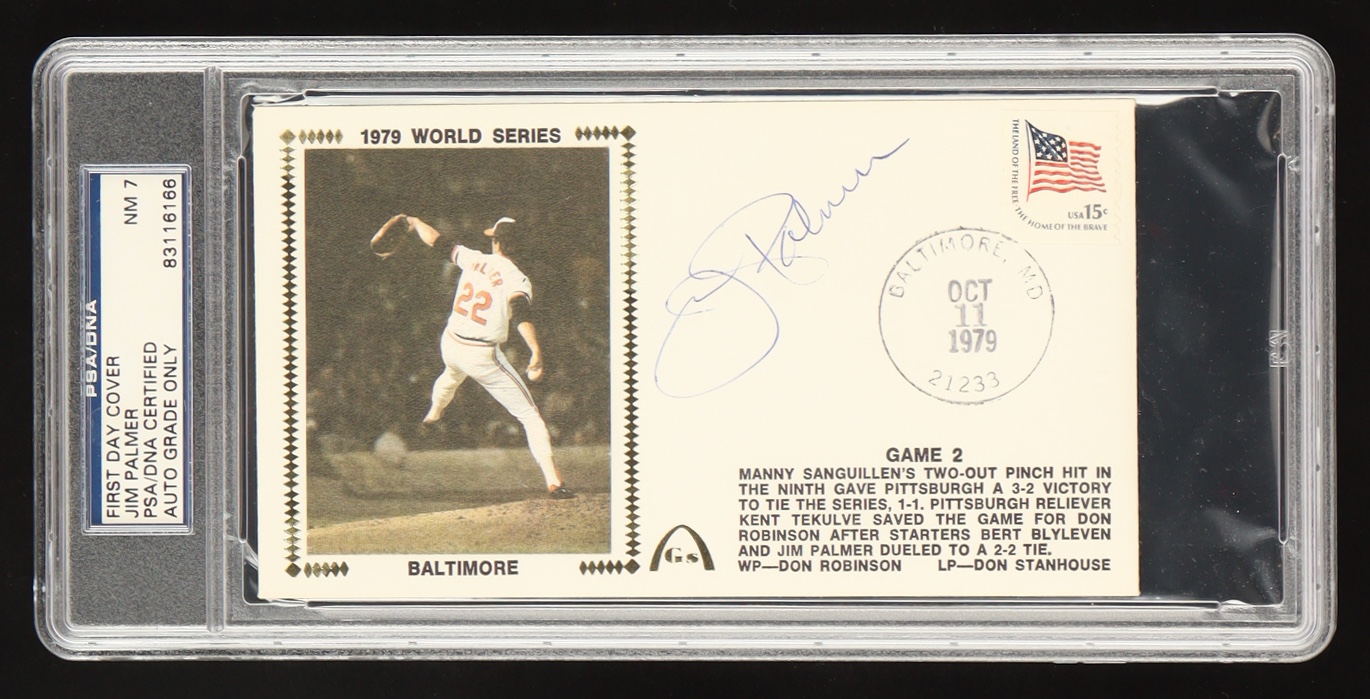 PSA/DNA
FIRST DAY COVER
JIM PALMER
PSA/DNA CERTIFIED
AUTO GRADE ONLY
NM 7
83116166
1979 WORLD SERIES
22
BALTIMORE
J Palmer
THE LAND OF THE FREE · THE HOME OF THE BRAVE
USA 15c
BALTIMORE, MD
OCT
11
1979
21233
GAME 2
MANNY SANGUILLEN'S TWO-OUT PINCH HIT IN
THE NINTH GAVE PITTSBURGH A 3-2 VICTORY
TO TIE THE SERIES, 1-1. PITTSBURGH RELIEVER
KENT TEKULVE SAVED THE GAME FOR DON
ROBINSON AFTER STARTERS BERT BLYLEVEN
AND JIM PALMER DUELED TO A 2-2 TIE.
WP—DON ROBINSON LP—DON STANHOUSE
Gs